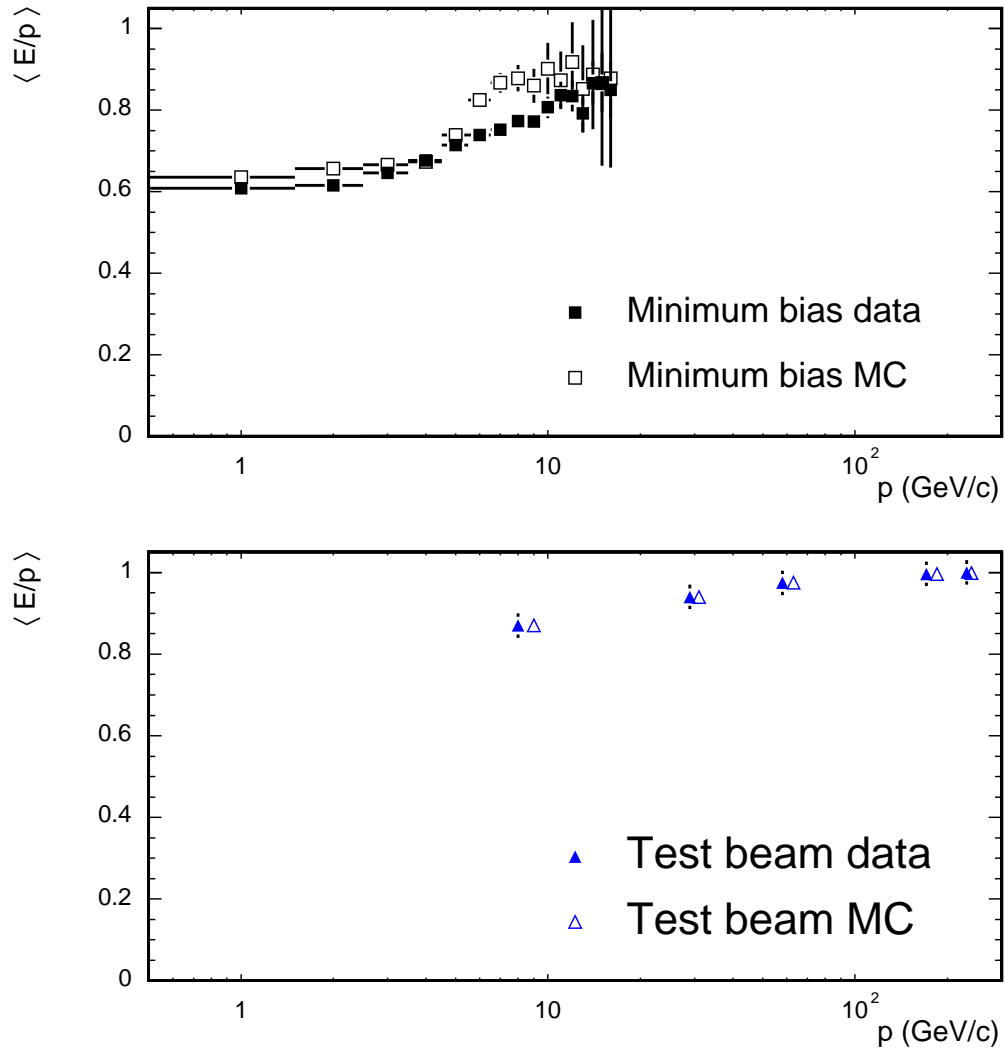 ⟨ E/p ⟩
1
0.8
0.6
0.4
0.2
0
Minimum bias data
Minimum bias MC
1 10 10²
p (GeV/c)
⟨ E/p ⟩
1
0.8
0.6
0.4
0.2
0
Test beam data
Test beam MC
1 10 10²
p (GeV/c)